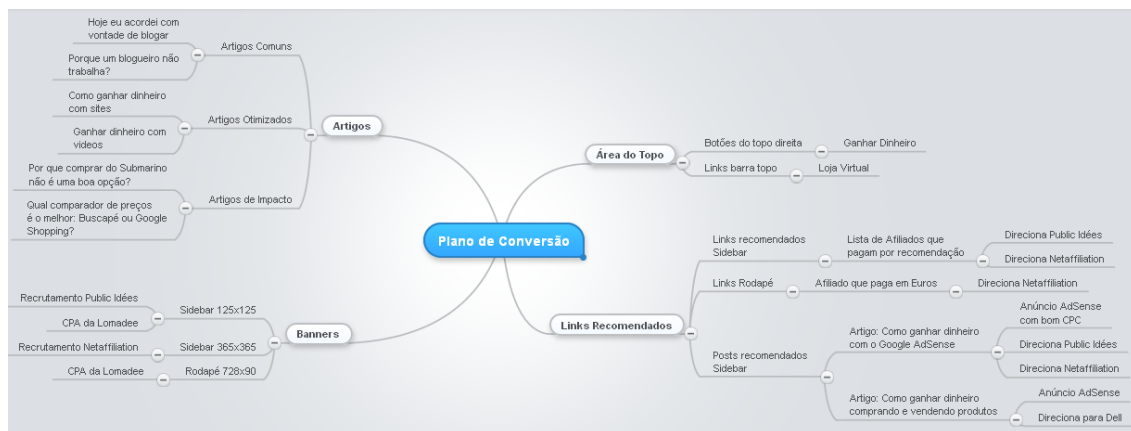 Plano de Conversão
Artigos
Artigos Comuns
Hoje eu acordei com
vontade de blogar
Porque um blogueiro não
trabalha?
Artigos Otimizados
Como ganhar dinheiro
com sites
Ganhar dinheiro com
videos
Artigos de Impacto
Por que comprar do Submarino
não é uma boa opção?
Qual comparador de preços
é o melhor: Buscapé ou Google
Shopping?
Banners
Sidebar 125x125
Recrutamento Public Idées
CPA da Lomadee
Sidebar 365x365
Recrutamento Netaffiliation
Rodapé 728x90
CPA da Lomadee
Área do Topo
Botões do topo direita
Ganhar Dinheiro
Links barra topo
Loja Virtual
Links Recomendados
Links recomendados
Sidebar
Lista de Afiliados que
pagam por recomendação
Direciona Public Idées
Direciona Netaffiliation
Links Rodapé
Afiliado que paga em Euros
Direciona Netaffiliation
Posts recomendados
Sidebar
Artigo: Como ganhar dinheiro
com o Google AdSense
Anúncio AdSense
com bom CPC
Direciona Public Idées
Direciona Netaffiliation
Artigo: Como ganhar dinheiro
comprando e vendendo produtos
Anúncio AdSense
Direciona para Dell